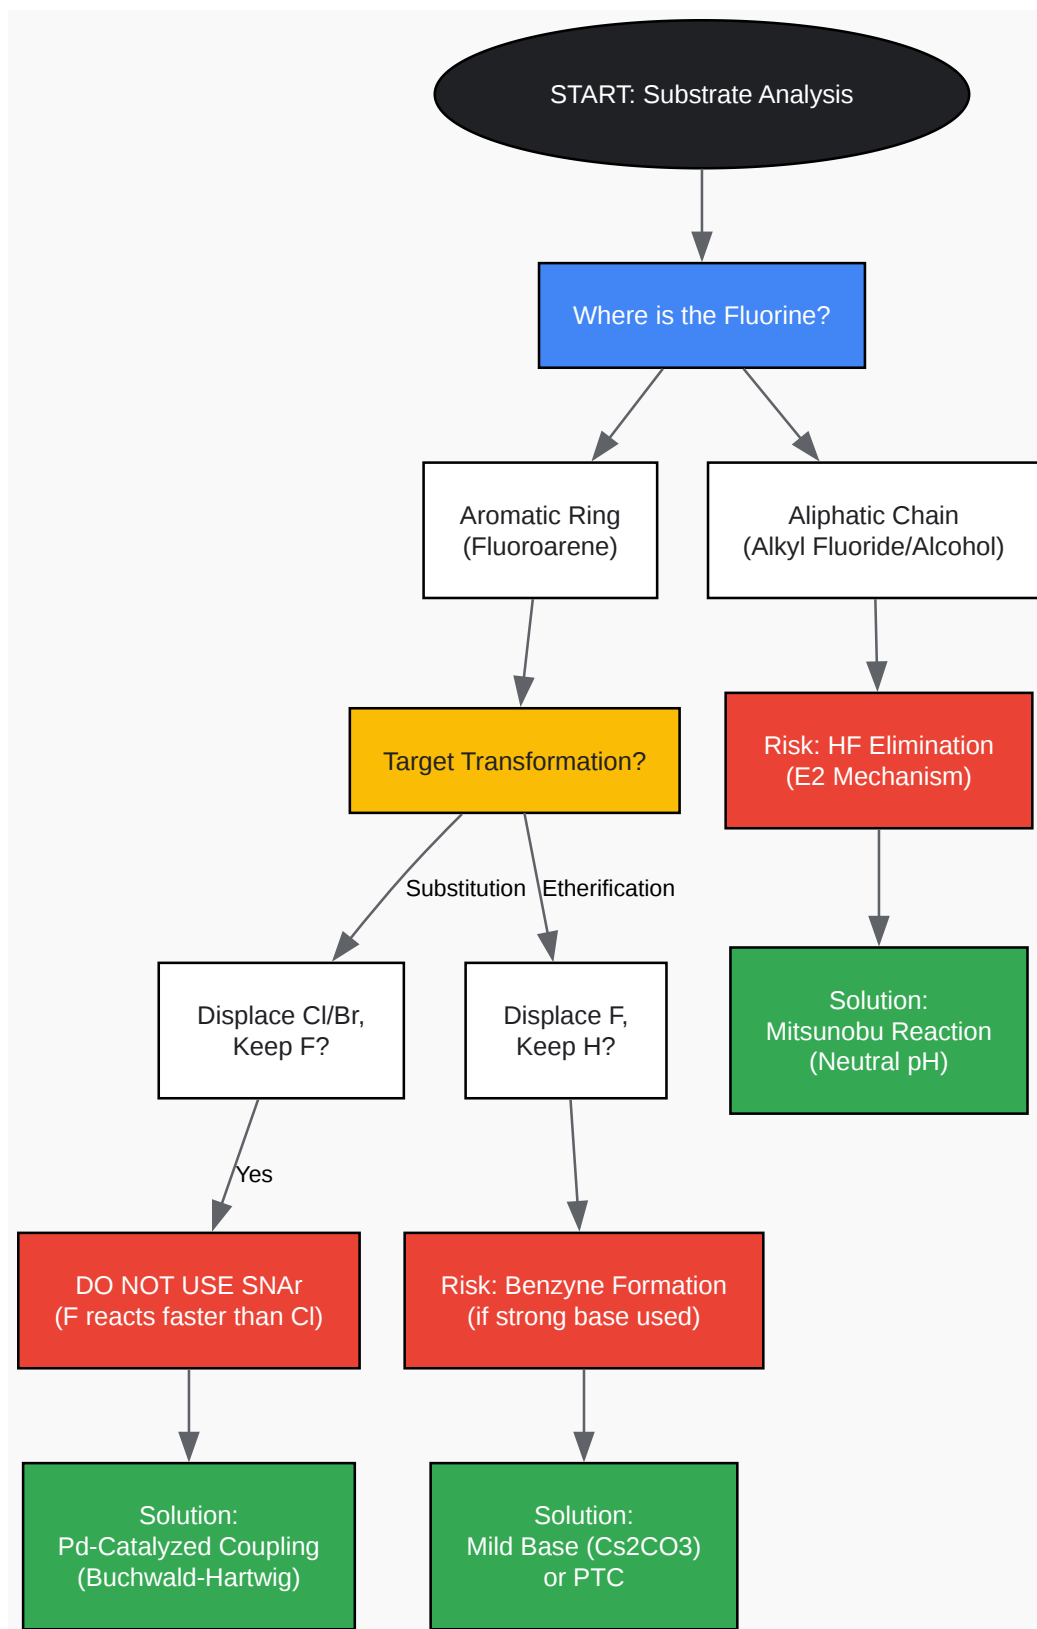 START: Substrate Analysis
Where is the Fluorine?
Aromatic Ring
(Fluoroarene)
Aliphatic Chain
(Alkyl Fluoride/Alcohol)
Target Transformation?
Risk: HF Elimination
(E2 Mechanism)
Substitution
Etherification
Displace Cl/Br,
Keep F?
Displace F,
Keep H?
Solution:
Mitsunobu Reaction
(Neutral pH)
Yes
DO NOT USE SNAr
(F reacts faster than Cl)
Risk: Benzyne Formation
(if strong base used)
Solution:
Pd-Catalyzed Coupling
(Buchwald-Hartwig)
Solution:
Mild Base (Cs2CO3)
or PTC